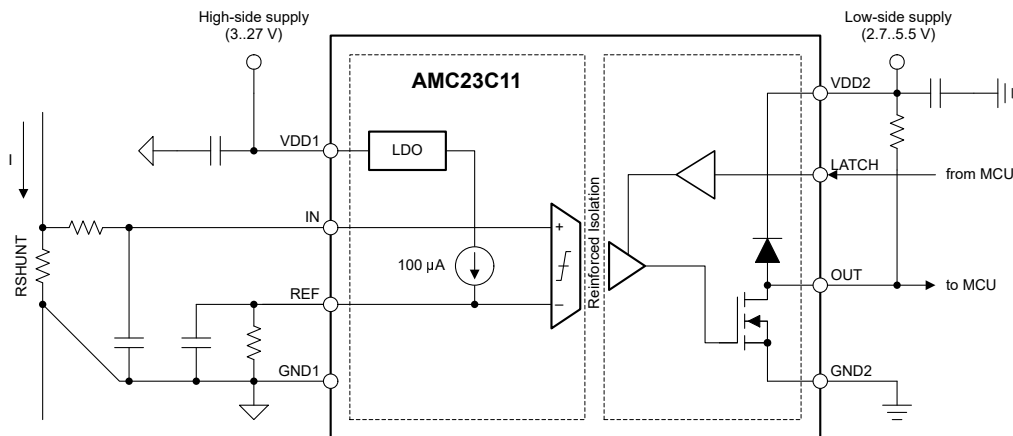 High-side supply
(3..27 V)
Low-side supply
(2.7..5.5 V)
AMC23C11
VDD2
VDD1
LDO
I
LATCH
from MCU
IN
+
RSHUNT
100 µA
Reinforced Isolation
OUT
to MCU
REF
−
GND1
GND2